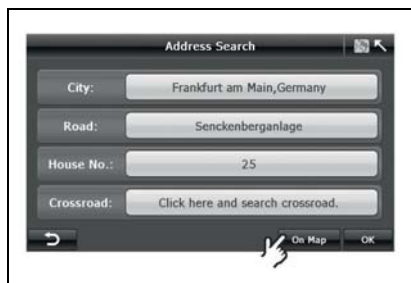 Address Search
City: Frankfurt am Main,Germany
Road: Senckenberganlage
House No.: 25
Crossroad: Click here and search crossroad.
On Map OK